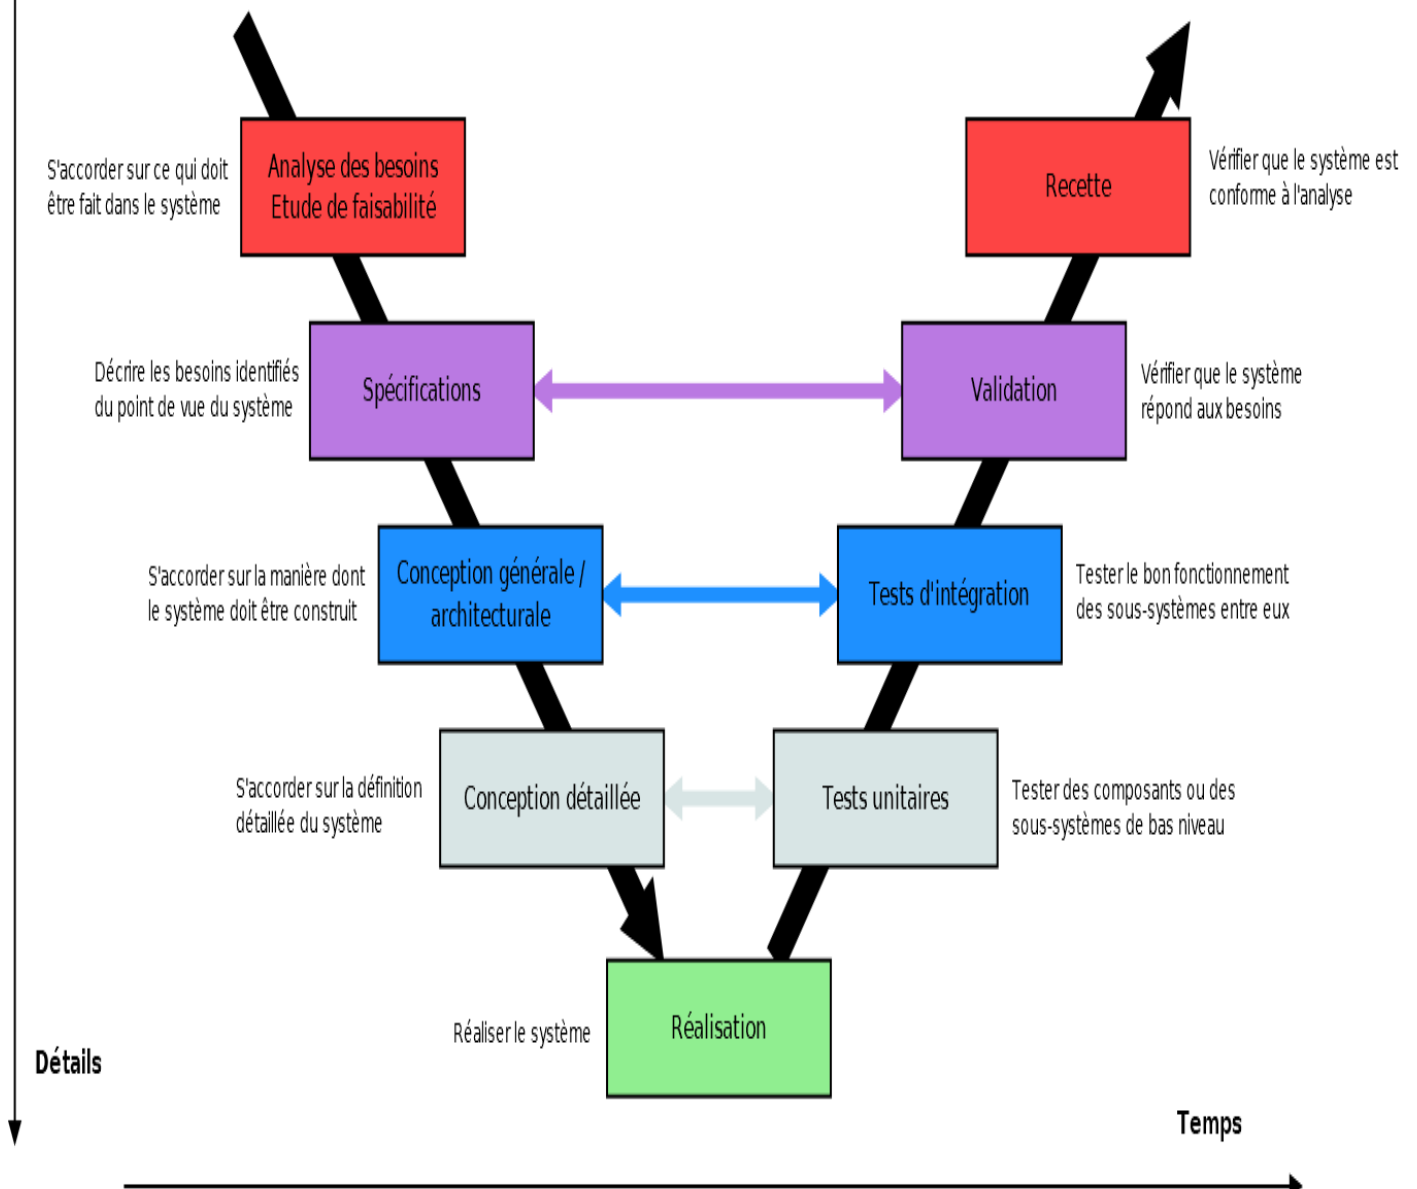 S'accorder sur ce qui doit
être fait dans le système
Analyse des besoins
Etude de faisabilité
Recette
Vérifier que le système est
conforme à l'analyse
Décrire les besoins identifiés
du point de vue du système
Spécifications
Validation
Vérifier que le système
répond aux besoins
S'accorder sur la manière dont
le système doit être construit
Conception générale /
architecturale
Tests d'intégration
Tester le bon fonctionnement
des sous-systèmes entre eux
S'accorder sur la définition
détaillée du système
Conception détaillée
Tests unitaires
Tester des composants ou des
sous-systèmes de bas niveau
Réaliser le système
Réalisation
Détails
Temps